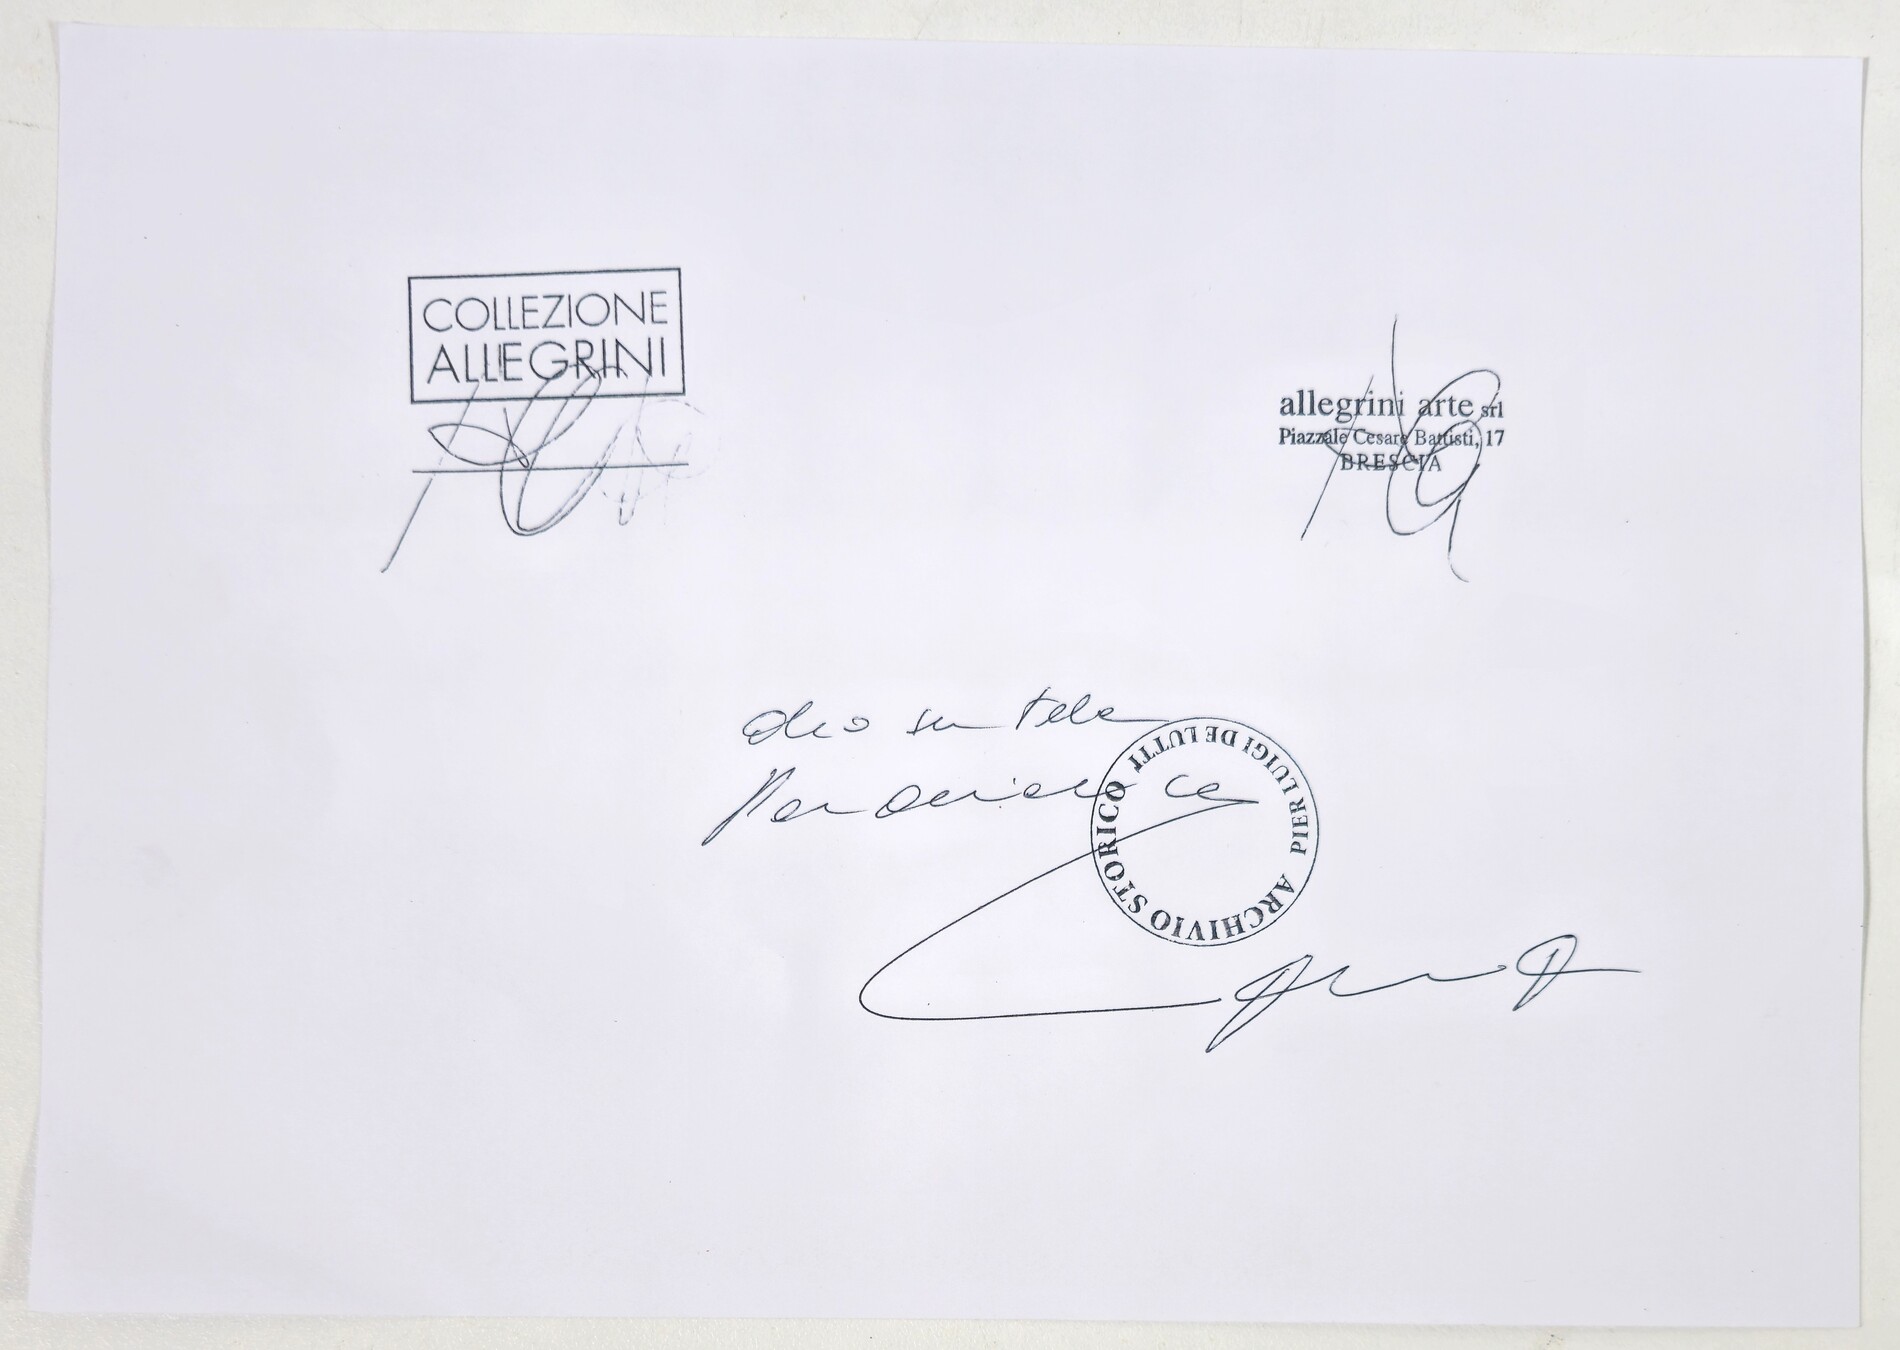 COLLEZIONE
ALLEGRINI
allegrini arte srl
Piazzale Cesare Battisti, 17
BRESCIA
olio su tela
ARCHIVIO STORICO PIER LUIGI DE LUTTI